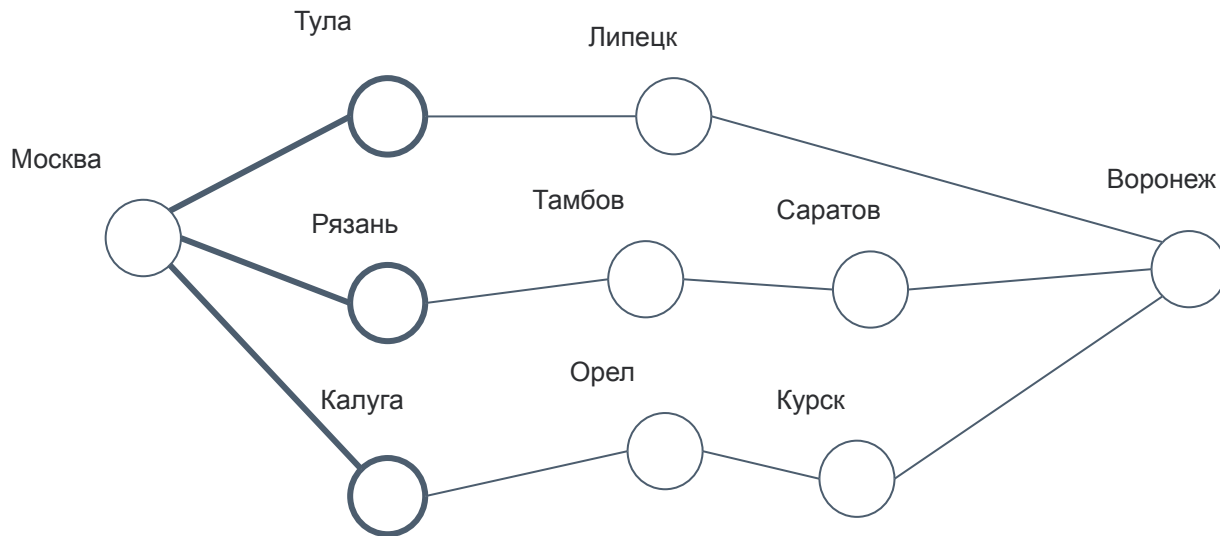 Тула
Липецк
Москва
Воронеж
Рязань
Тамбов
Саратов
Калуга
Орел
Курск